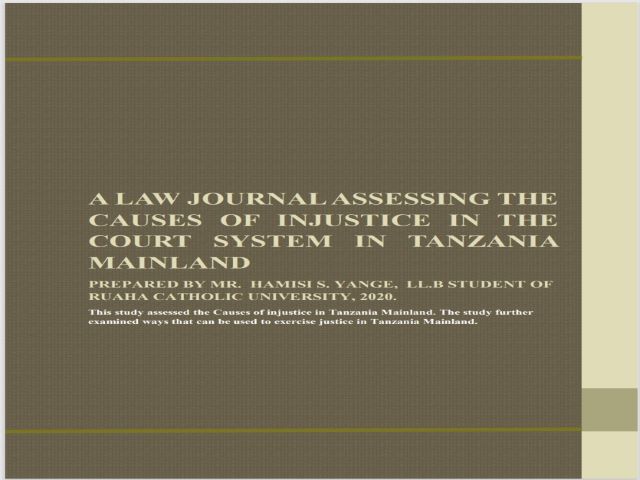 A LAW JOURNAL ASSESSING THE
CAUSES OF INJUSTICE IN THE
COURT SYSTEM IN TANZANIA
MAINLAND
PREPARED BY MR. HAMISI S. YANGE, LL.B STUDENT OF
RUAHA CATHOLIC UNIVERSITY, 2020.
This study assessed the Causes of injustice in Tanzania Mainland. The study further
examined ways that can be used to exercise justice in Tanzania Mainland.